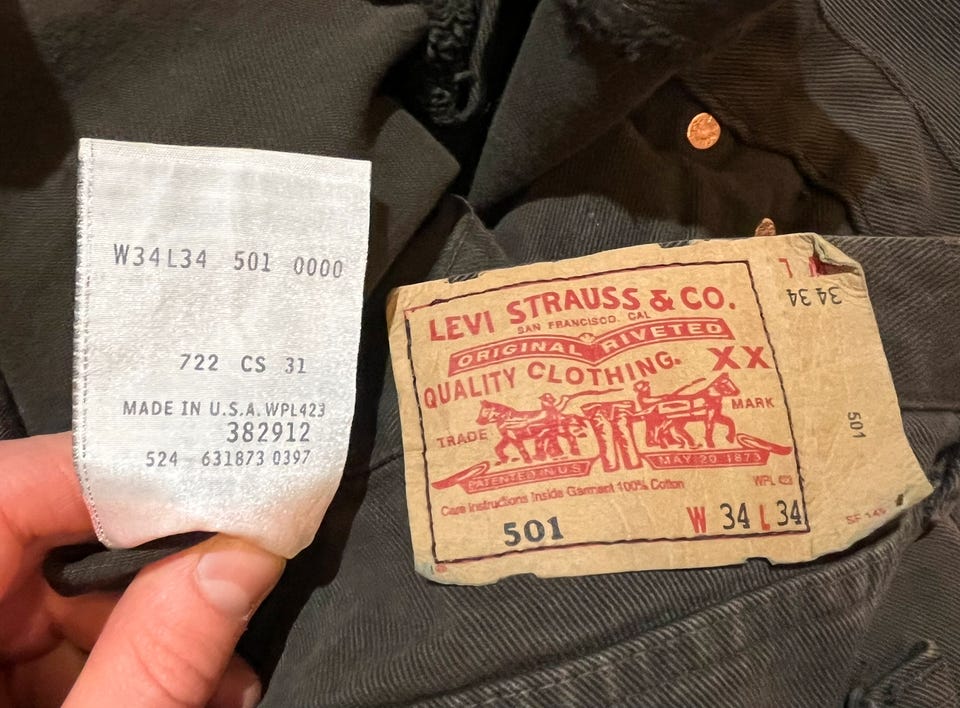 W34L34 501 0000
722 CS 31
MADE IN U.S.A. WPL423
382912
524 631873 0397
LEVI STRAUSS & CO.
SAN FRANCISCO. CAL
ORIGINAL RIVETED
QUALITY CLOTHING. XX
TRADE MARK
PATENTED IN U.S. MAY 20 1873
Care Instructions Inside Garment 100% Cotton WPL 423
501 W 34 L 34
W L
34 34
501